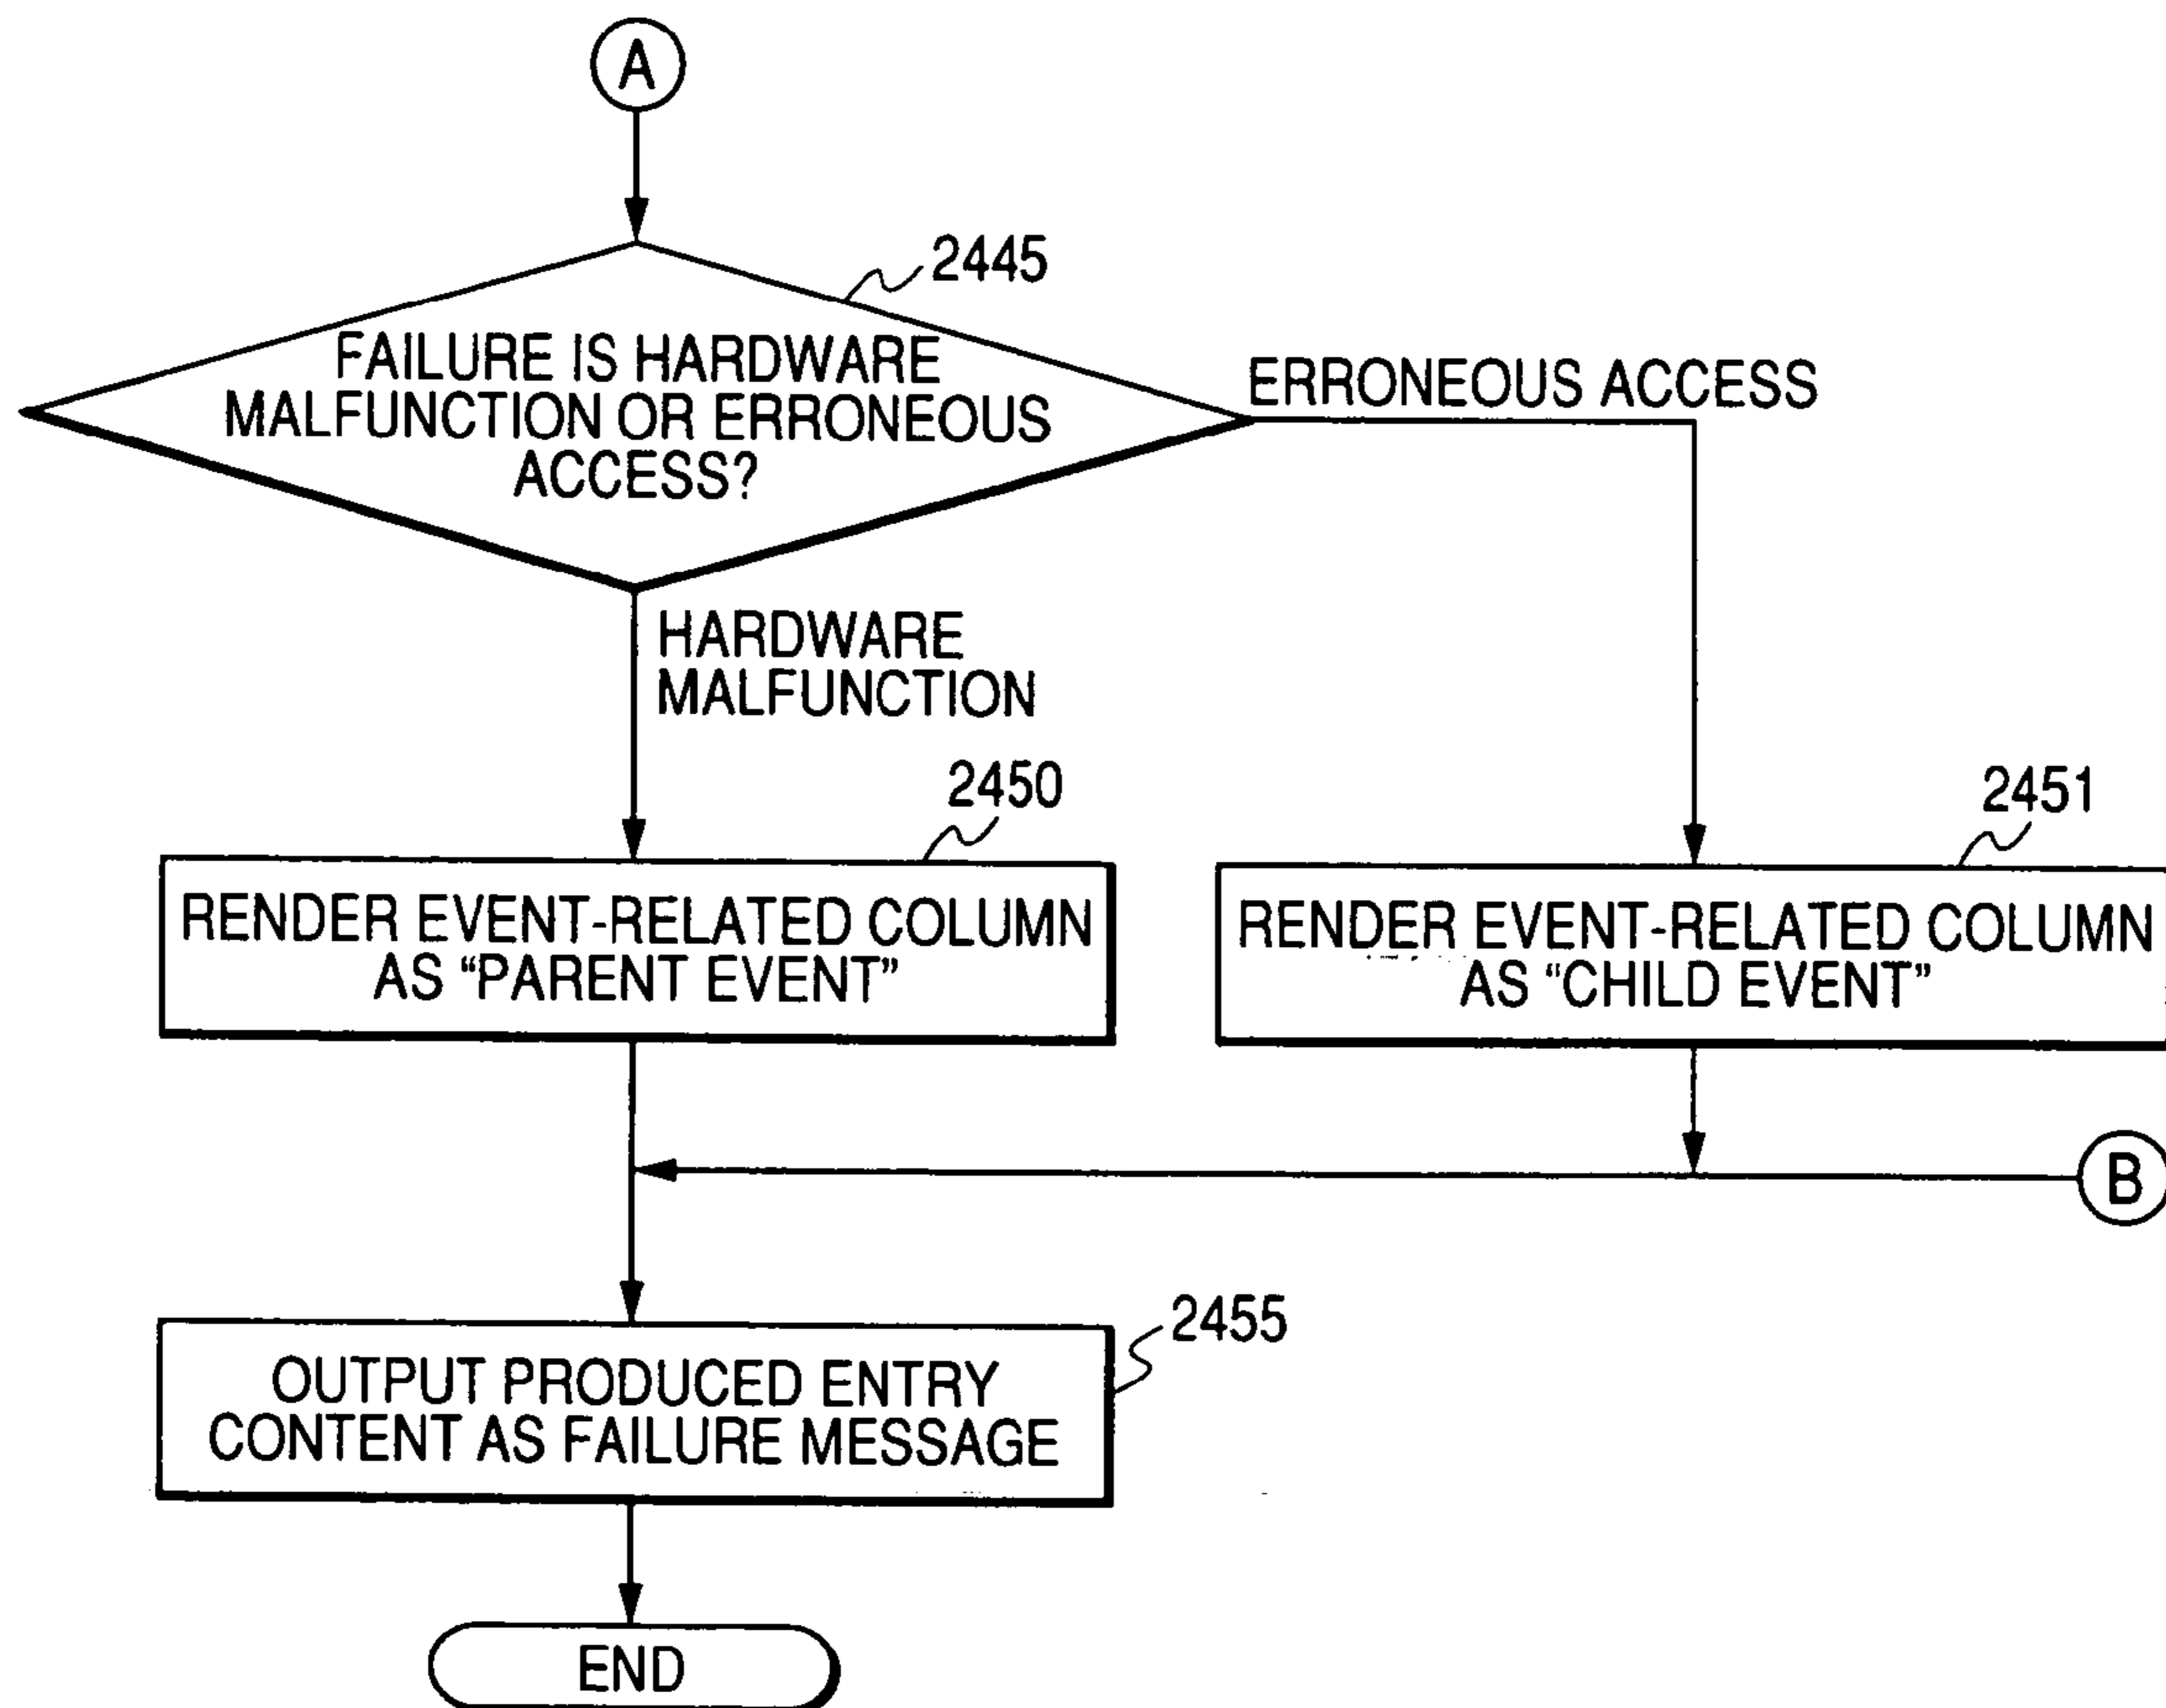 A
2445
FAILURE IS HARDWARE
MALFUNCTION OR ERRONEOUS
ACCESS?
ERRONEOUS ACCESS
HARDWARE
MALFUNCTION
2450
RENDER EVENT-RELATED COLUMN
AS “PARENT EVENT”
2451
RENDER EVENT-RELATED COLUMN
AS “CHILD EVENT”
B
2455
OUTPUT PRODUCED ENTRY
CONTENT AS FAILURE MESSAGE
END